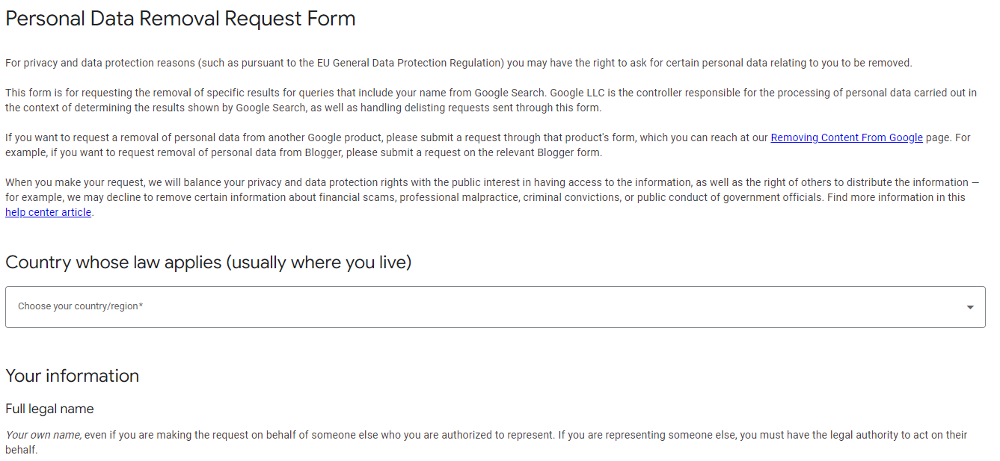 Personal Data Removal Request Form
For privacy and data protection reasons (such as pursuant to the EU General Data Protection Regulation) you may have the right to ask for certain personal data relating to you to be removed.
This form is for requesting the removal of specific results for queries that include your name from Google Search. Google LLC is the controller responsible for the processing of personal data carried out in
the context of determining the results shown by Google Search, as well as handling delisting requests sent through this form.
If you want to request a removal of personal data from another Google product, please submit a request through that product's form, which you can reach at our Removing Content From Google page. For
example, if you want to request removal of personal data from Blogger, please submit a request on the relevant Blogger form.
When you make your request, we will balance your privacy and data protection rights with the public interest in having access to the information, as well as the right of others to distribute the information —
for example, we may decline to remove certain information about financial scams, professional malpractice, criminal convictions, or public conduct of government officials. Find more information in this
help center article.
Country whose law applies (usually where you live)
Choose your country/region*
Your information
Full legal name
Your own name, even if you are making the request on behalf of someone else who you are authorized to represent. If you are representing someone else, you must have the legal authority to act on their
behalf.